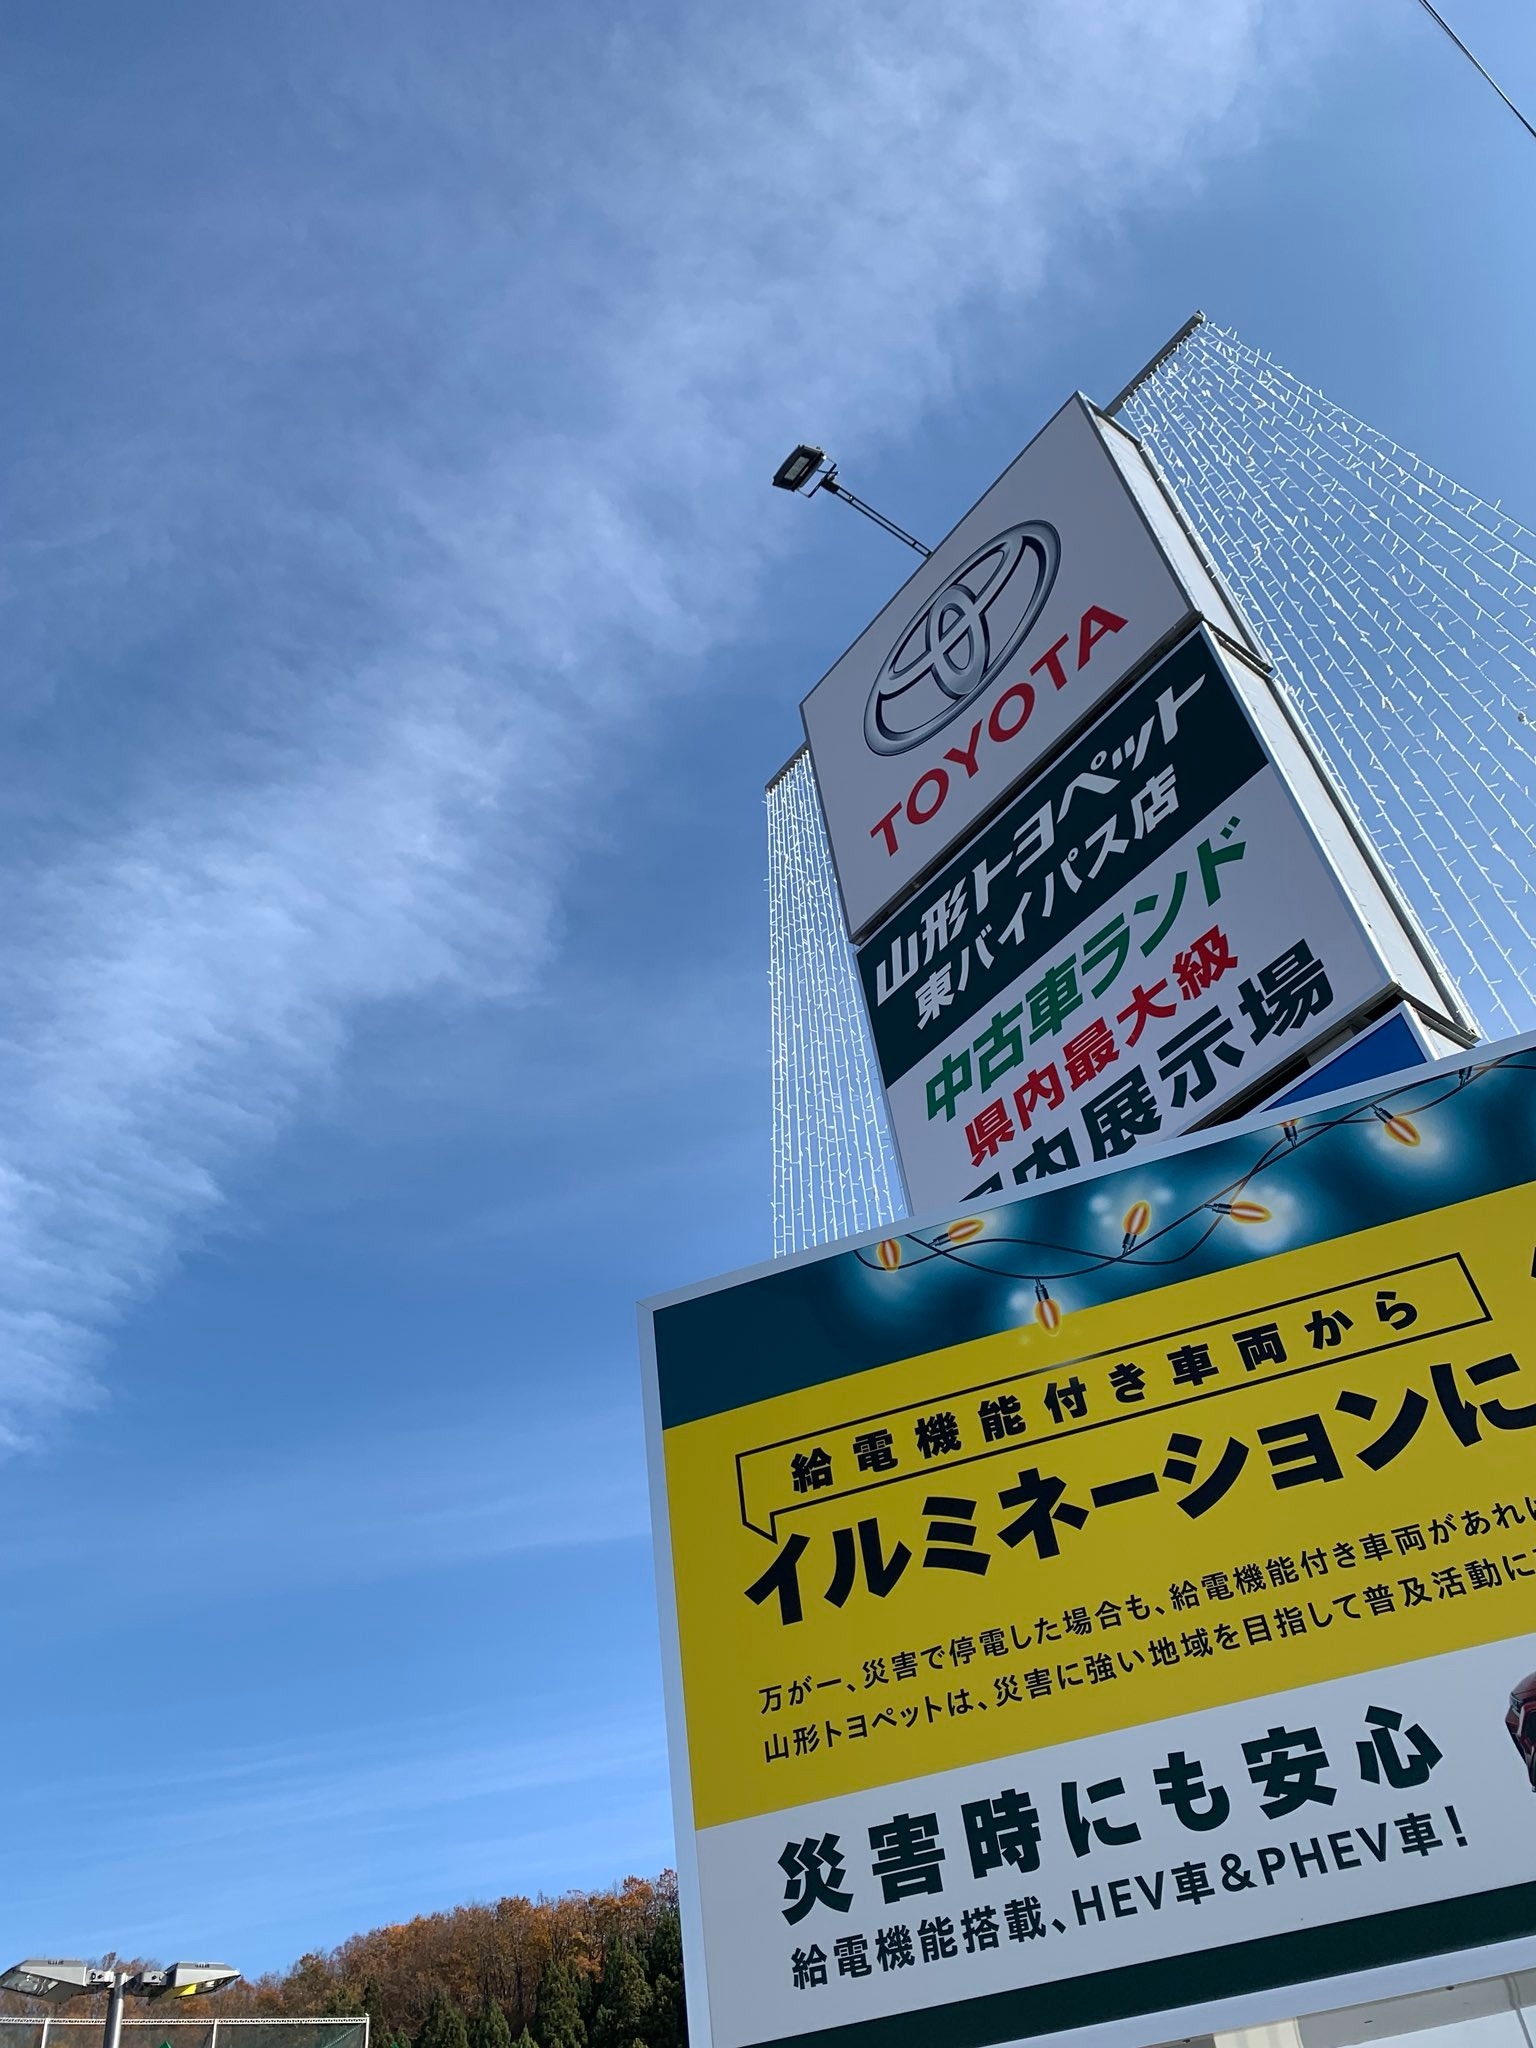 TOYOTA
山形トヨペット
東バイパス店
中古車ランド
県内最大級
内展示場
給電機能付き車両から
イルミネーションに
万が一、災害で停電した場合も、給電機能付き車両があれ
山形トヨペットは、災害に強い地域を目指して普及活動に
災害時にも安心
給電機能搭載、HEV車&PHEV車!